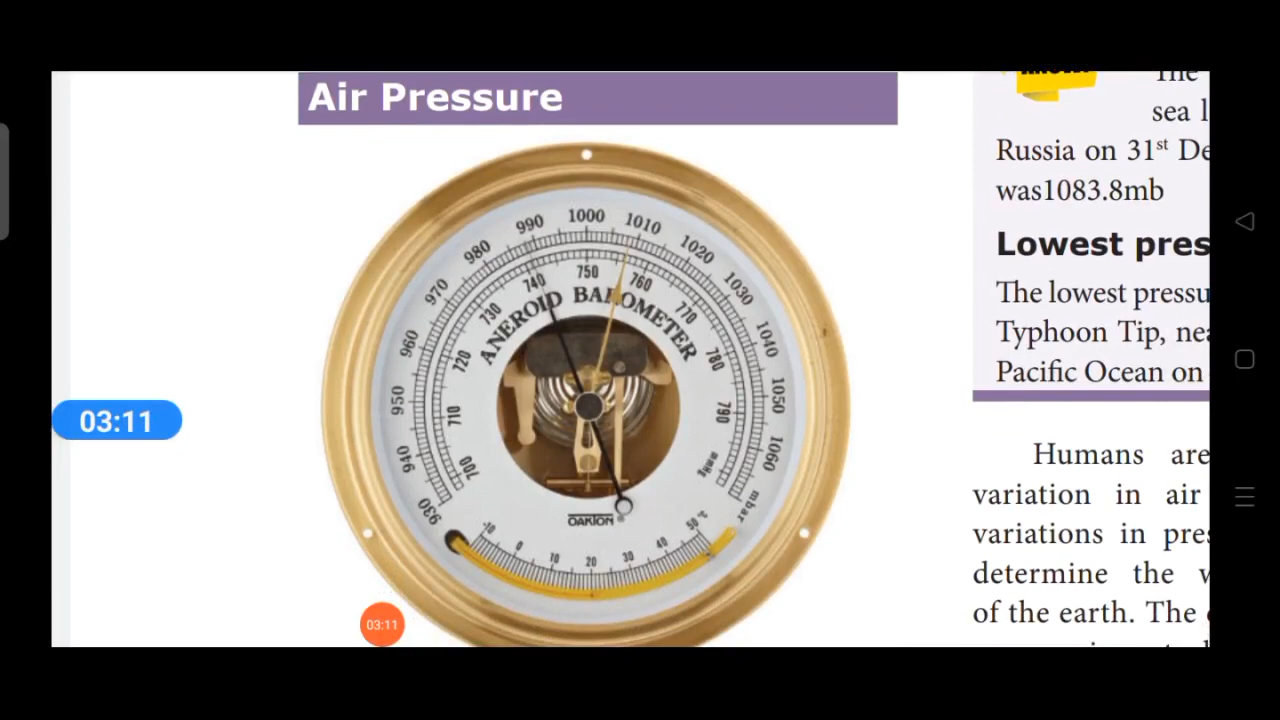 Air Pressure
930
940
950
960
970
980
990
1000
1010
1020
1030
1040
1050
1060
mbar
700
710
720
730
740
750
760
770
780
790
mmHg
ANEROID BAROMETER
OAKTON®
-10
0
10
20
30
40
50 °C
03:11
03:11
The
sea l
Russia on 31st De
was1083.8mb
Lowest pres
The lowest pressu
Typhoon Tip, nea
Pacific Ocean on
Humans are
variation in air
variations in pres
determine the w
of the earth. The